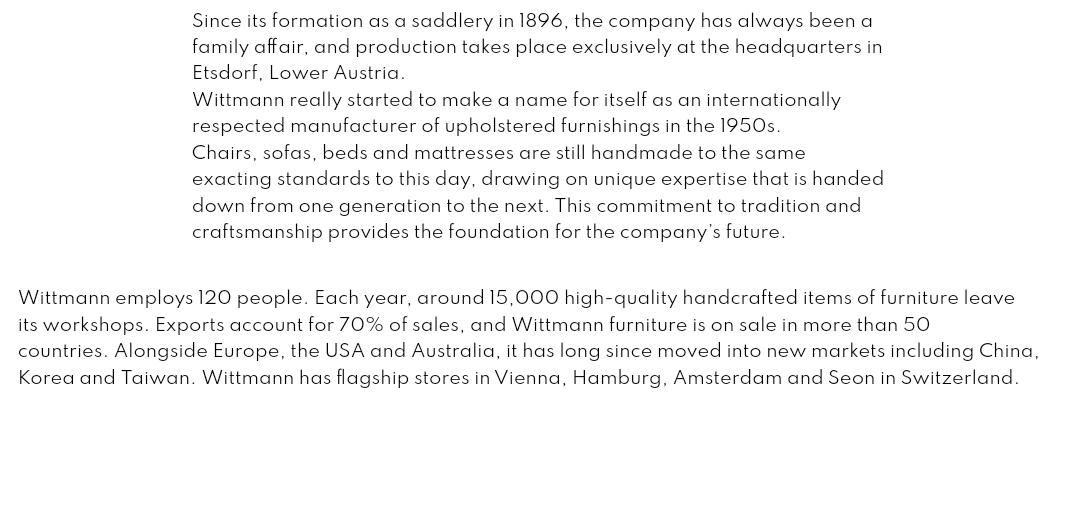 Since its formation as a saddlery in 1896, the company has always been a
family affair, and production takes place exclusively at the headquarters in
Etsdorf, Lower Austria.
Wittmann really started to make a name for itself as an internationally
respected manufacturer of upholstered furnishings in the 1950s.
Chairs, sofas, beds and mattresses are still handmade to the same
exacting standards to this day, drawing on unique expertise that is handed
down from one generation to the next. This commitment to tradition and
craftsmanship provides the foundation for the company's future.
Wittmann employs 120 people. Each year, around 15,000 high-quality handcrafted items of furniture leave
its workshops. Exports account for 70% of sales, and Wittmann furniture is on sale in more than 50
countries. Alongside Europe, the USA and Australia, it has long since moved into new markets including China,
Korea and Taiwan. Wittmann has flagship stores in Vienna, Hamburg, Amsterdam and Seon in Switzerland.